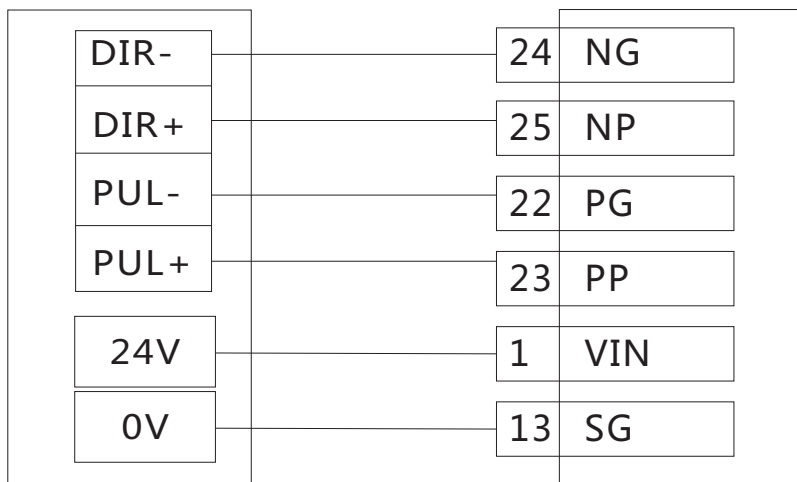 DIR- 24 NG
DIR+ 25 NP
PUL- 22 PG
PUL+ 23 PP
24V 1 VIN
0V 13 SG